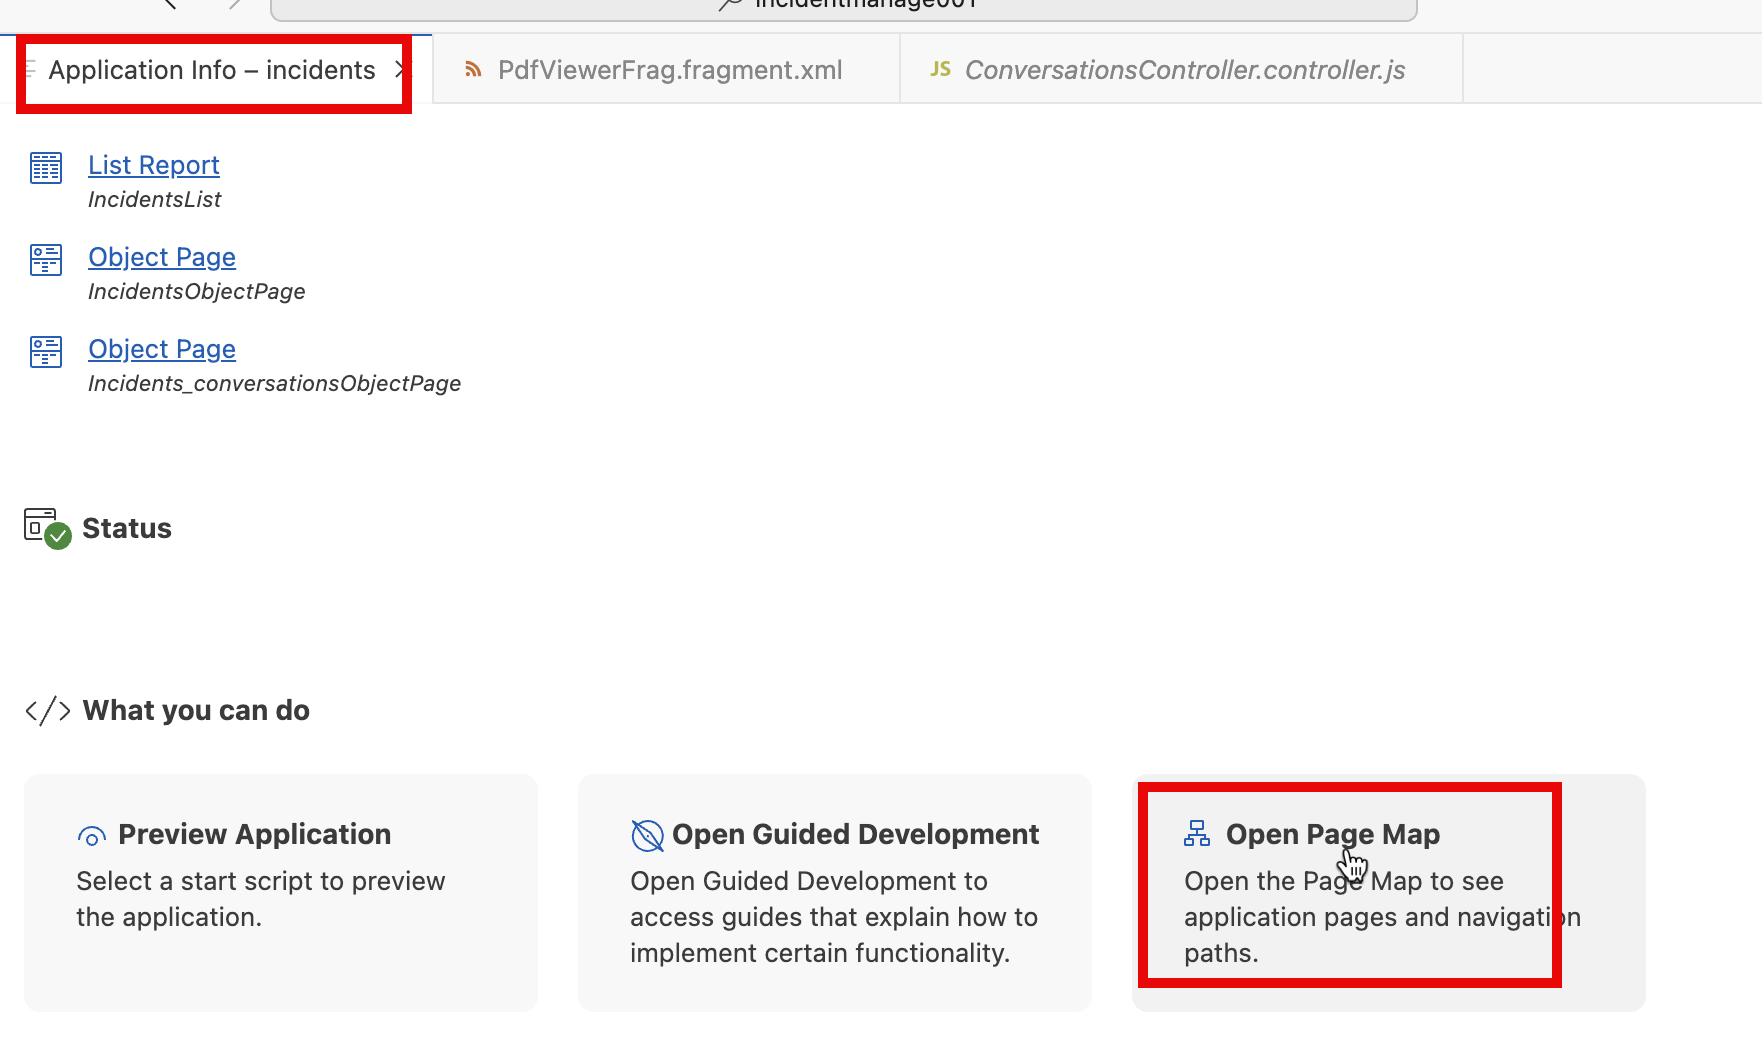 incidentmanage001
Application Info – incidents
PdfViewerFrag.fragment.xml
JS ConversationsController.controller.js
List Report
IncidentsList
Object Page
IncidentsObjectPage
Object Page
Incidents_conversationsObjectPage
Status
What you can do
Preview Application
Select a start script to preview
the application.
Open Guided Development
Open Guided Development to
access guides that explain how to
implement certain functionality.
Open Page Map
Open the Page Map to see
application pages and navigation
paths.